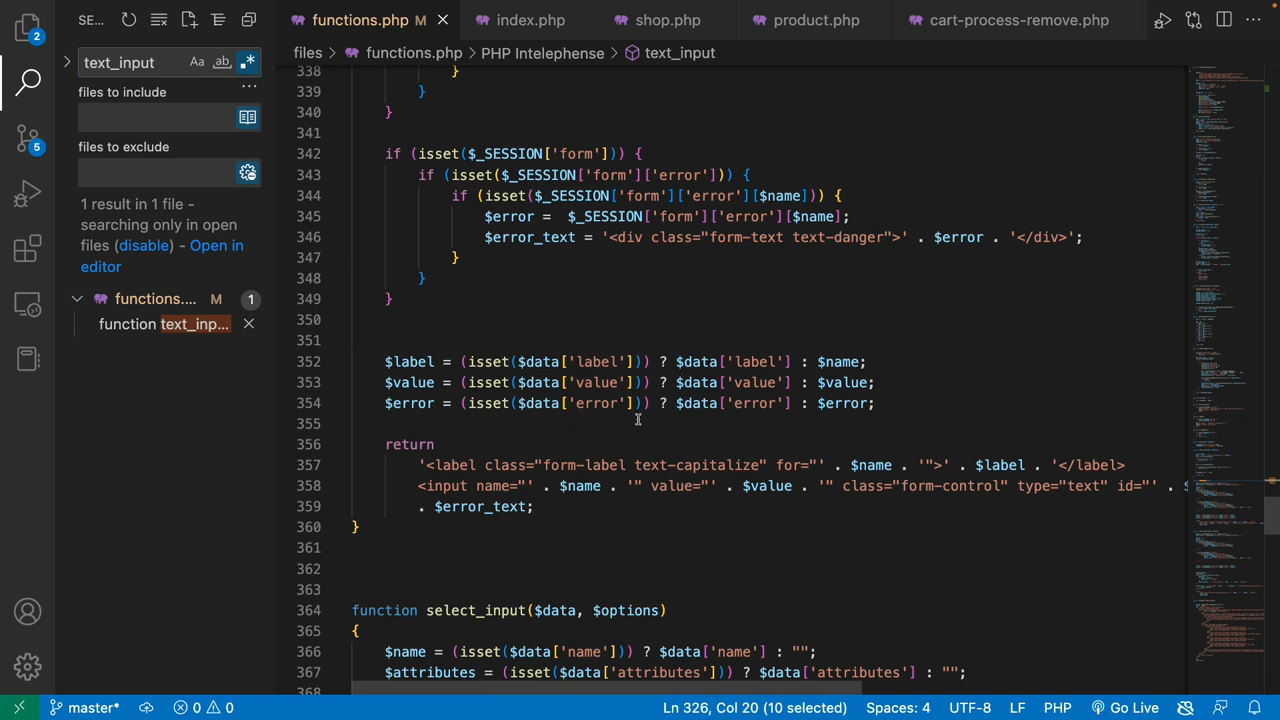 SE...
functions.php M
index.php
shop.php
product.php
cart-process-remove.php
files > functions.php > PHP Intelephense > text_input
text_input
Aa
ab
files to include
files to exclude
1 result in 1 file -
searching only in open
files (disable) - Open in
editor
functions.... M 1
function text_inp...
2
5
338 }
339 }
340 }
341
342 if (isset($_SESSION['form'])) {
343 if (isset($_SESSION['form']['error'])) {
344 if (isset($_SESSION['form']['error'][$name])) {
345 $error = $_SESSION['form']['error'][$name];
346 $error_text = '<div class="form-text text-danger">' . $error . '</div>';
347 }
348 }
349 }
350
351
352 $label = (isset($data['label'])) ? $data['label'] : $name;
353 $value = (isset($data['value'])) ? $data['value'] : $value;
354 $error = (isset($data['error'])) ? $data['error'] : $error;
355
356 return
357 '<label class="form-label text-capitalize" for="' . $name . '">' . $label . '</label>
358 <input name="' . $name . '" value="' . $value . '" class="form-control" type="text" id="' . $
359 . $error_text;
360 }
361
362
363
364 function select_input($data, $options)
365 {
366 $name = (isset($data['name'])) ? $data['name'] : "";
367 $attributes = (isset($data['attributes'])) ? $data['attributes'] : "";
368
master* 0 0 Ln 326, Col 20 (10 selected) Spaces: 4 UTF-8 LF PHP Go Live